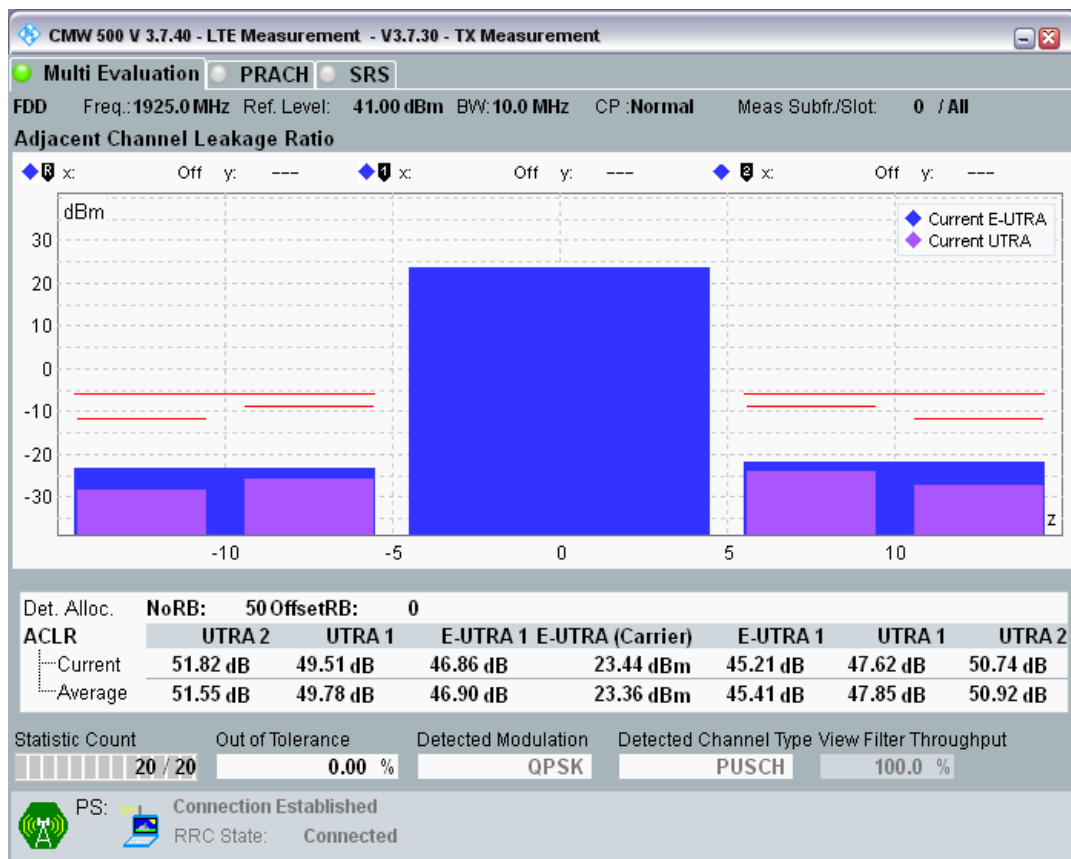 CMW 500 V 3.7.40 - LTE Measurement - V3.7.30 - TX Measurement
Multi Evaluation PRACH SRS
FDD Freq.: 1925.0 MHz Ref. Level: 41.00 dBm BW: 10.0 MHz CP :Normal Meas Subfr./Slot: 0 / All
Adjacent Channel Leakage Ratio
R x: Off y: --- 1 x: Off y: --- 2 x: Off y: ---
dBm
Current E-UTRA
Current UTRA
30
20
10
0
-10
-20
-30
z
-10 -5 0 5 10
Det. Alloc. NoRB: 50 OffsetRB: 0
ACLR UTRA 2 UTRA 1 E-UTRA 1 E-UTRA (Carrier) E-UTRA 1 UTRA 1 UTRA 2
Current 51.82 dB 49.51 dB 46.86 dB 23.44 dBm 45.21 dB 47.62 dB 50.74 dB
Average 51.55 dB 49.78 dB 46.90 dB 23.36 dBm 45.41 dB 47.85 dB 50.92 dB
Statistic Count Out of Tolerance Detected Modulation Detected Channel Type View Filter Throughput
20 / 20 0.00 % QPSK PUSCH 100.0 %
PS: Connection Established
RRC State: Connected